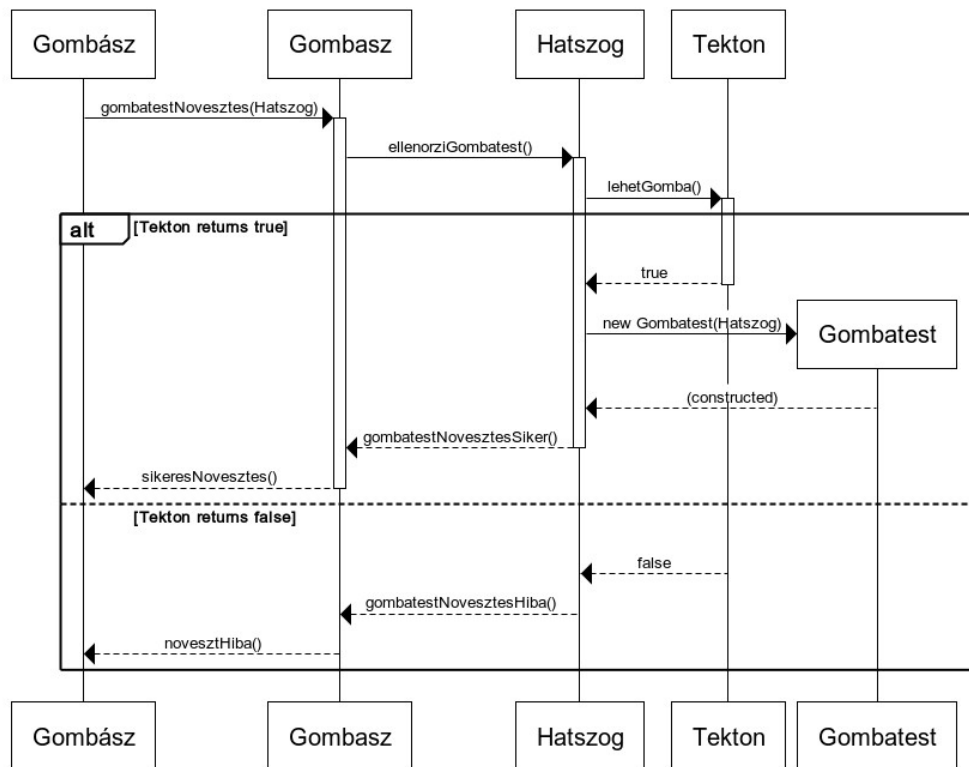 Gombász
Gombasz
Hatszog
Tekton
gombatestNovesztes(Hatszog)
ellenorziGombatest()
lehetGomba()
alt
[Tekton returns true]
true
new Gombatest(Hatszog)
Gombatest
(constructed)
gombatestNovesztesSiker()
sikeresNovesztes()
[Tekton returns false]
false
gombatestNovesztesHiba()
novesztHiba()
Gombász
Gombasz
Hatszog
Tekton
Gombatest